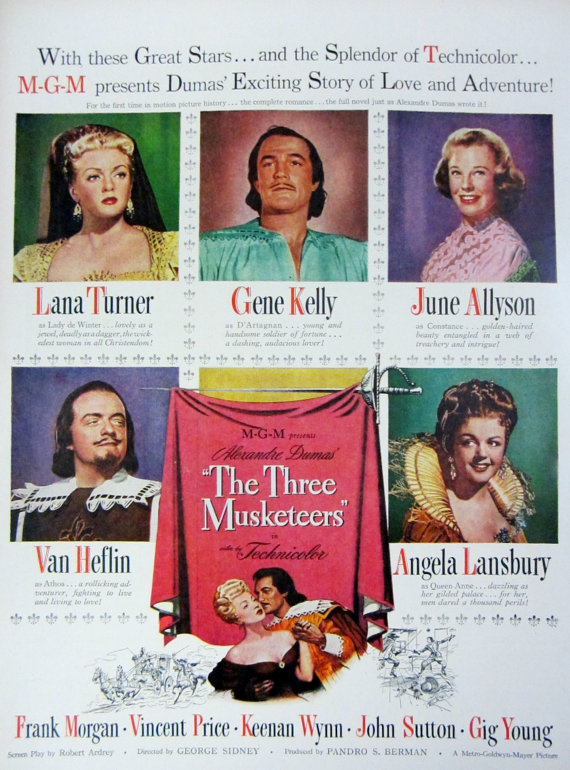 With these Great Stars...and the Splendor of Technicolor...
M-G-M presents Dumas' Exciting Story of Love and Adventure!
For the first time in motion picture history...the complete romance...the full novel just as Alexandre Dumas wrote it!
Lana Turner
as Lady de Winter...lovely as a
jewel, deadly as a dagger, the wick-
edest woman in all Christendom!
Gene Kelly
as D'Artagnan...young and
handsome soldier of fortune...
a dashing, audacious lover!
June Allyson
as Constance...golden-haired
beauty entangled in a web of
treachery and intrigue!
M-G-M presents
Alexandre Dumas'
"The Three
Musketeers"
in
color by
Technicolor
Van Heflin
as Athos...a rollicking ad-
venturer, fighting to live
and living to love!
Angela Lansbury
as Queen Anne...dazzling as
her gilded palace...for her,
men dared a thousand perils!
Frank Morgan · Vincent Price · Keenan Wynn · John Sutton · Gig Young
Screen Play by Robert Ardrey · Directed by GEORGE SIDNEY · Produced by PANDRO S. BERMAN · A Metro-Goldwyn-Mayer Picture